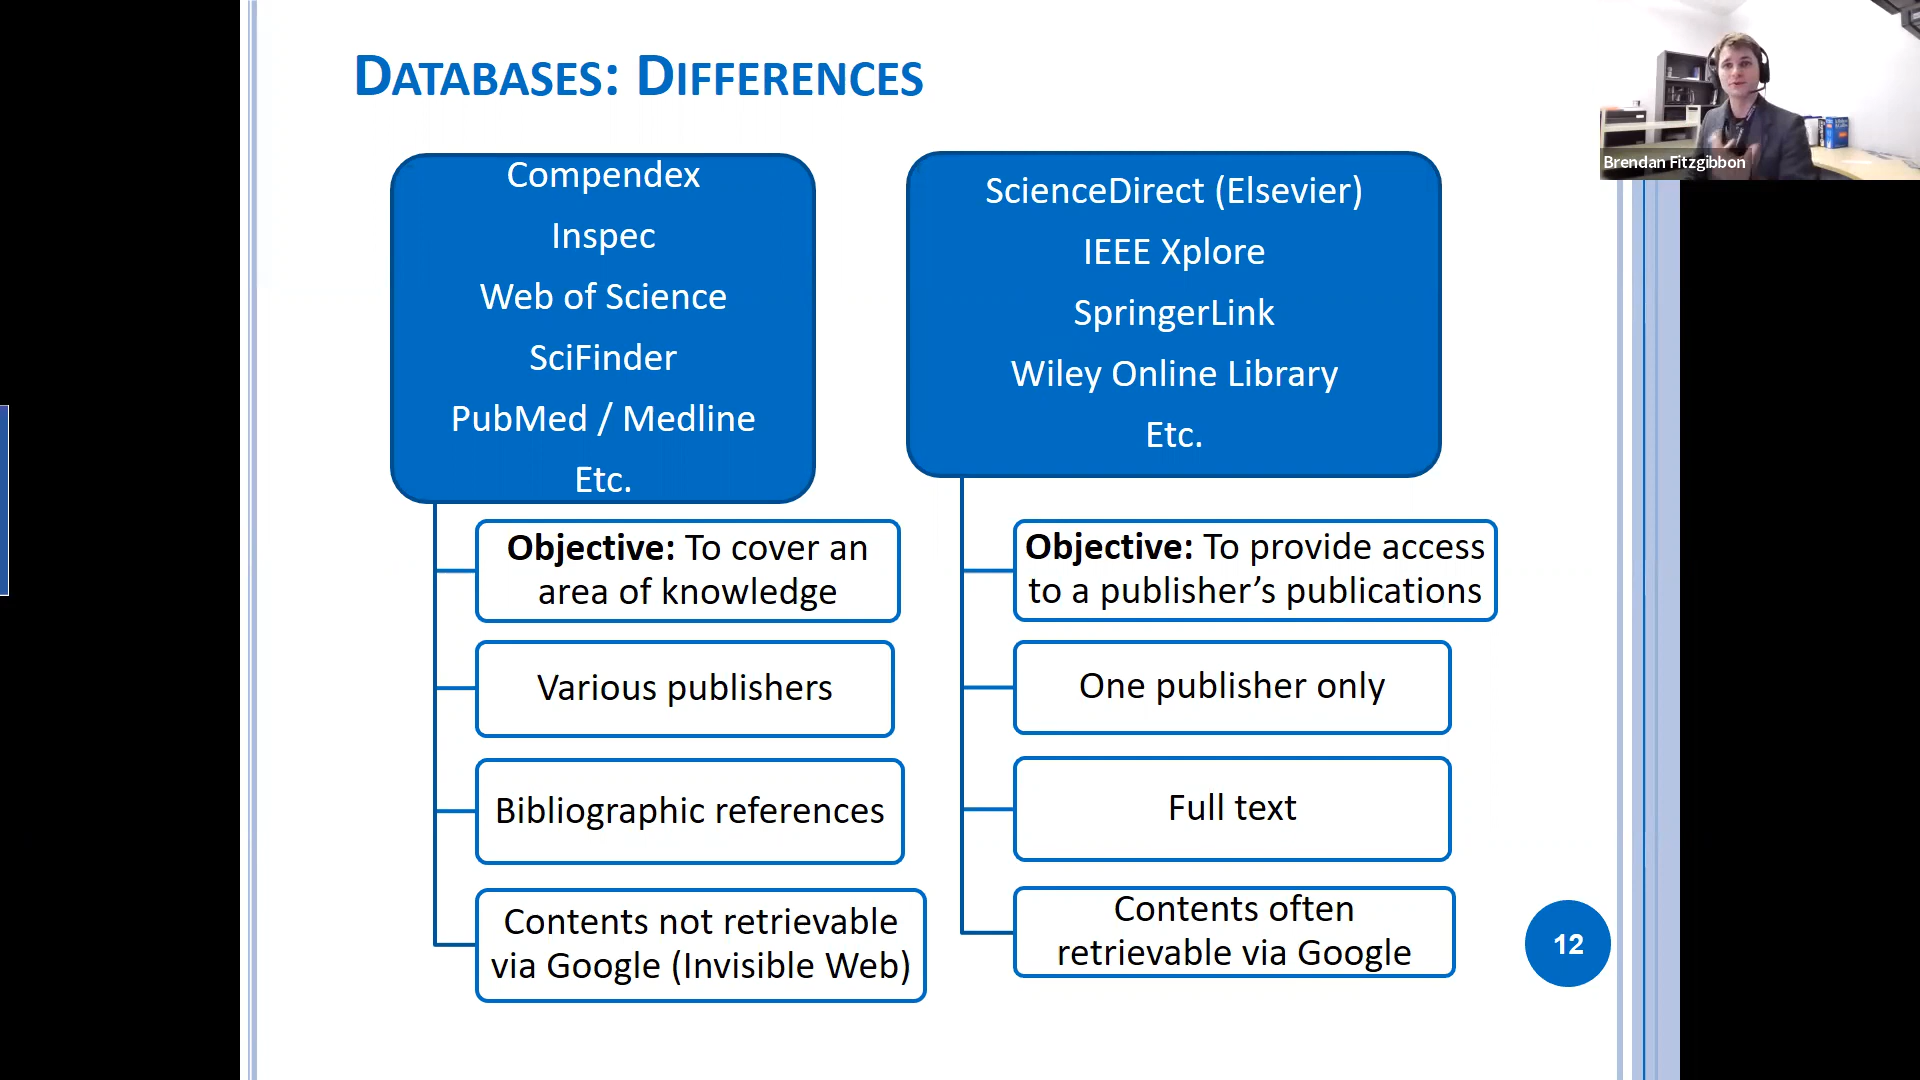 DATABASES: DIFFERENCES
Brendan Fitzgibbon
Compendex
Inspec
Web of Science
SciFinder
PubMed / Medline
Etc.
Objective: To cover an
area of knowledge
Various publishers
Bibliographic references
Contents not retrievable
via Google (Invisible Web)
ScienceDirect (Elsevier)
IEEE Xplore
SpringerLink
Wiley Online Library
Etc.
Objective: To provide access
to a publisher’s publications
One publisher only
Full text
Contents often
retrievable via Google
12